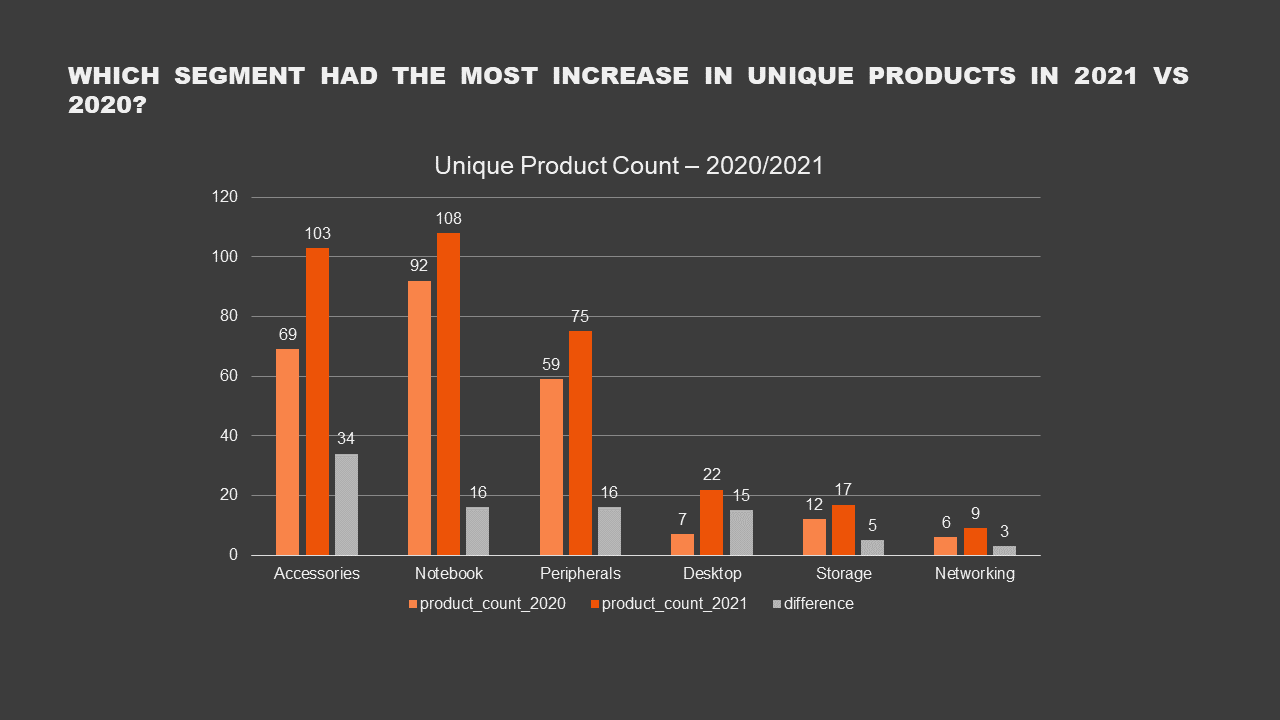 WHICH SEGMENT HAD THE MOST INCREASE IN UNIQUE PRODUCTS IN 2021 VS
2020?
Unique Product Count – 2020/2021
120
100
80
60
40
20
0
69
103
34
92
108
16
59
75
16
7
22
15
12
17
5
6
9
3
Accessories
Notebook
Peripherals
Desktop
Storage
Networking
product_count_2020
product_count_2021
difference